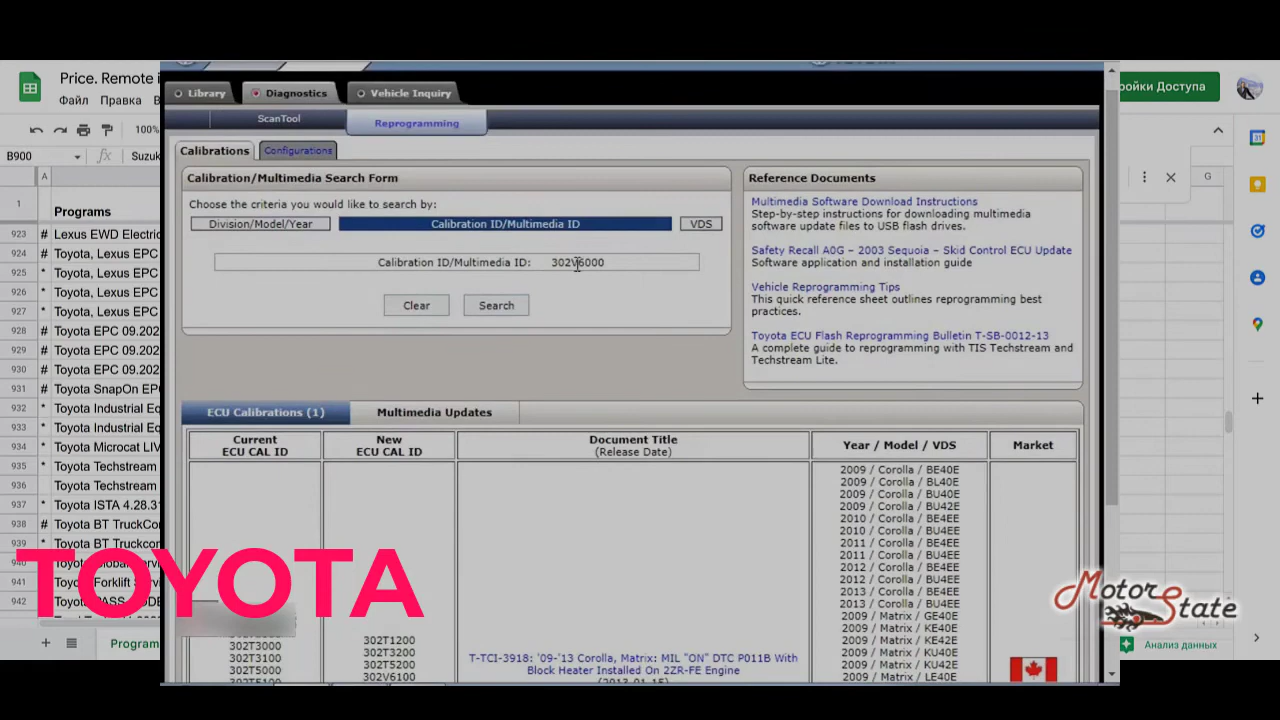 Price. Remote i
Файл Правка В
ройки Доступа
100%
B900
fx Suzuk
A
G
1 Programs
923 # Lexus EWD Electric
924 * Toyota, Lexus EPC
925 * Toyota, Lexus EPC
926 * Toyota, Lexus EPC
927 * Toyota, Lexus EPC
928 # Toyota EPC 09.202
929 # Toyota EPC 09.202
930 # Toyota EPC 09.202
931 # Toyota SnapOn EP
932 * Toyota Industrial Eq
933 * Toyota Industrial Eq
934 * Toyota Microcat LIV
935 * Toyota Techstream
936 Toyota Techstream
937 * Toyota ISTA 4.28.31
938 # Toyota BT TruckCor
939 * Toyota BT Truckcor
940
941
942
Program
Library
Diagnostics
Vehicle Inquiry
ScanTool
Reprogramming
Calibrations
Configurations
Calibration/Multimedia Search Form
Choose the criteria you would like to search by:
Division/Model/Year
Calibration ID/Multimedia ID
VDS
Calibration ID/Multimedia ID: 302V6000
Clear
Search
Reference Documents
Multimedia Software Download Instructions
Step-by-step instructions for downloading multimedia
software update files to USB flash drives.
Safety Recall A0G – 2003 Sequoia – Skid Control ECU Update
Software application and installation guide
Vehicle Reprogramming Tips
This quick reference sheet outlines reprogramming best
practices.
Toyota ECU Flash Reprogramming Bulletin T-SB-0012-13
A complete guide to reprogramming with TIS Techstream and
Techstream Lite.
ECU Calibrations (1)
Multimedia Updates
Current
ECU CAL ID
New
ECU CAL ID
Document Title
(Release Date)
Year / Model / VDS
Market
302T3000
302T3100
302T5000
302T1200
302T3200
302T5200
302V6100
T-TCI-3918: '09-'13 Corolla, Matrix: MIL "ON" DTC P011B With
Block Heater Installed On 2ZR-FE Engine
(2013-01-15)
2009 / Corolla / BE40E
2009 / Corolla / BL40E
2009 / Corolla / BU40E
2009 / Corolla / BU42E
2010 / Corolla / BE4EE
2010 / Corolla / BU4EE
2011 / Corolla / BE4EE
2011 / Corolla / BU4EE
2012 / Corolla / BE4EE
2012 / Corolla / BU4EE
2013 / Corolla / BU4EE
2009 / Matrix / GE40E
2009 / Matrix / KE40E
2009 / Matrix / KE42E
2009 / Matrix / KU40E
2009 / Matrix / KU42E
2009 / Matrix / LE40E
TOYOTA
Motor State
Анализ данных
31